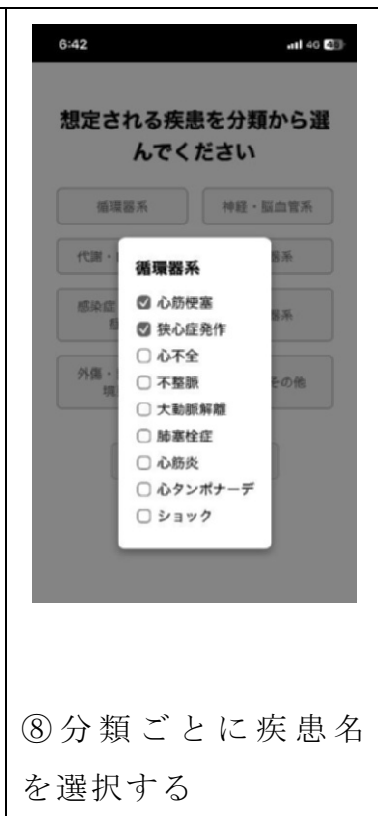 6:42
4G
想定される疾患を分類から選
んでください
循環器系
神経・脳血管系
代謝・
器系
循環器系
心筋梗塞
狭心症発作
心不全
不整脈
大動脈解離
肺塞栓症
心筋炎
心タンポナーデ
ショック
感染症
器系
外傷・
その他
境
⑧分類ごとに疾患名
を選択する